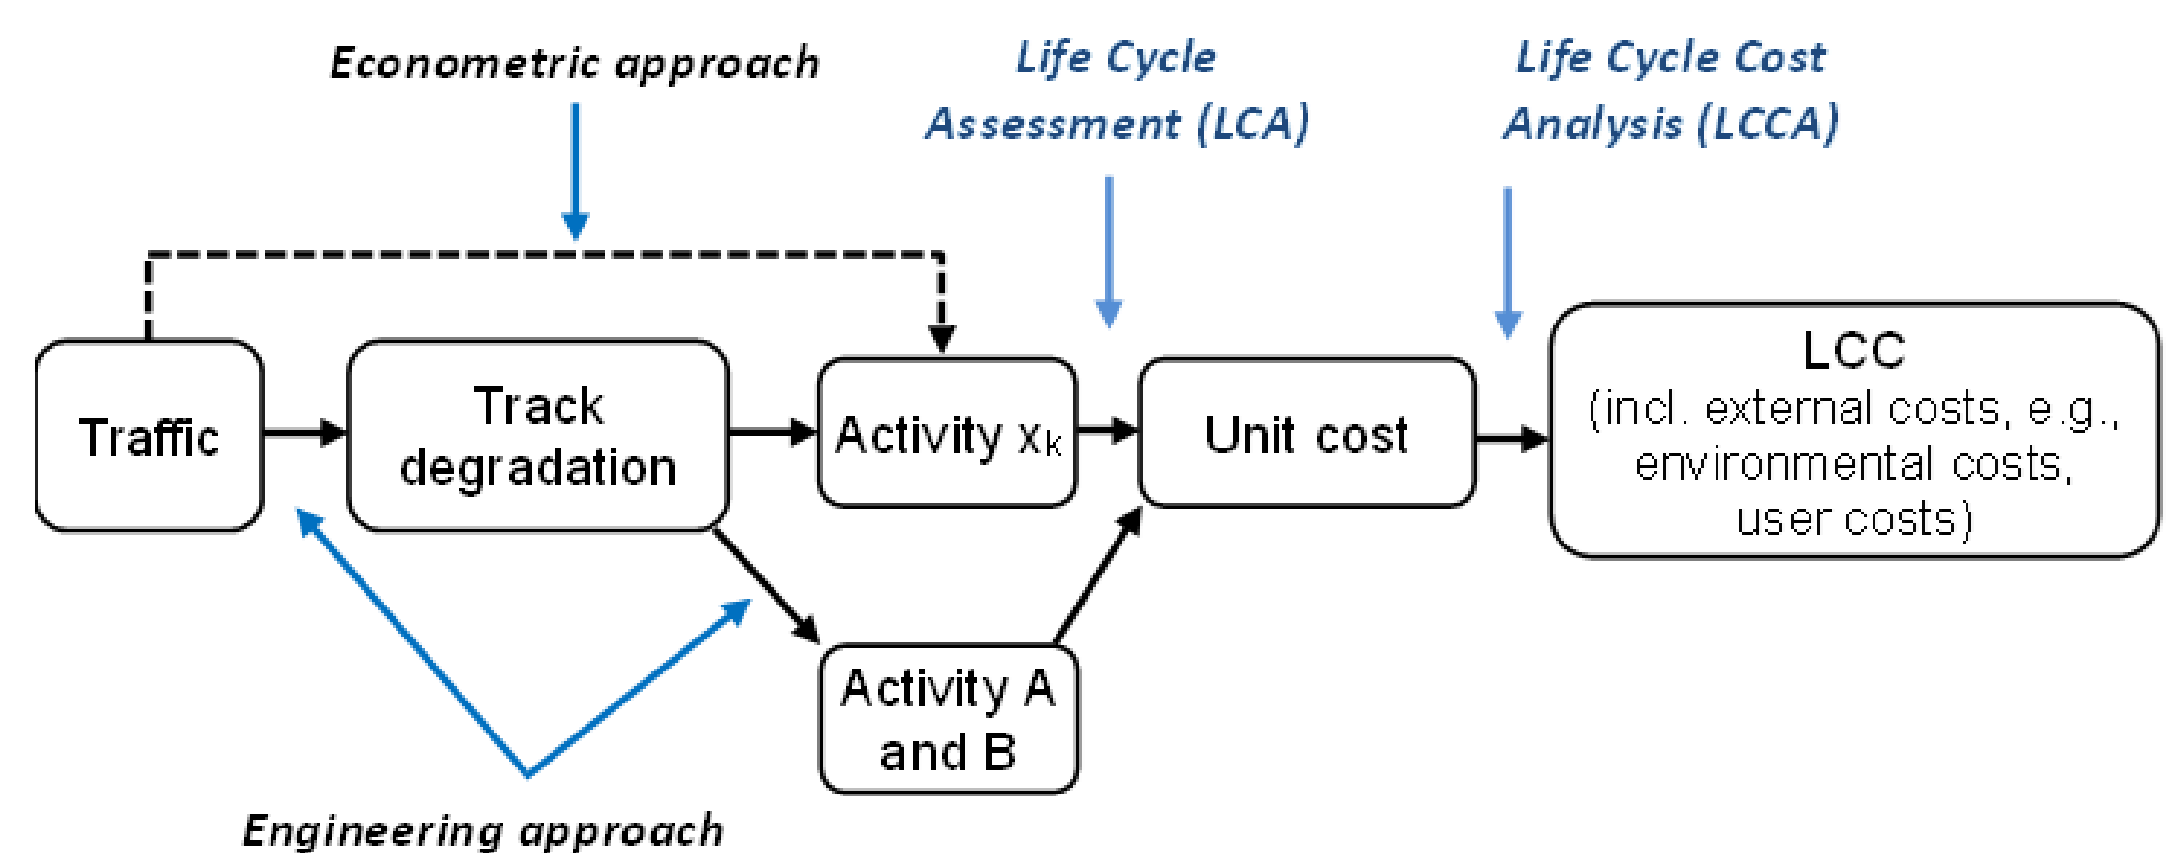 Econometric approach
Life Cycle
Assessment (LCA)
Life Cycle Cost
Analysis (LCCA)
Traffic
Track
degradation
Activity xk
Unit cost
LCC
(incl. external costs, e.g.,
environmental costs,
user costs)
Activity A
and B
Engineering approach